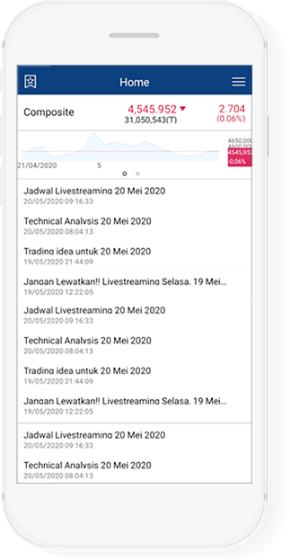 Home
Composite
4,545.952 ▼
2.704
31,050,543(T)
(0.06%)
4650,000
4600,000
4545,952
-0,06%
21/04/2020
5
Jadwal Livestreaming 20 Mei 2020
20/05/2020 09:16:33
Technical Analysis 20 Mei 2020
20/05/2020 08:04:13
Trading idea untuk 20 Mei 2020
19/05/2020 21:44:09
Jangan Lewatkan!! Livestreaming Selasa, 19 Mei...
19/05/2020 12:22:05
Jadwal Livestreaming 20 Mei 2020
20/05/2020 09:16:33
Technical Analysis 20 Mei 2020
20/05/2020 08:04:13
Trading idea untuk 20 Mei 2020
19/05/2020 21:44:09
Jangan Lewatkan!! Livestreaming Selasa, 19 Mei...
19/05/2020 12:22:05
Jadwal Livestreaming 20 Mei 2020
20/05/2020 09:16:33
Technical Analysis 20 Mei 2020
20/05/2020 08:04:13